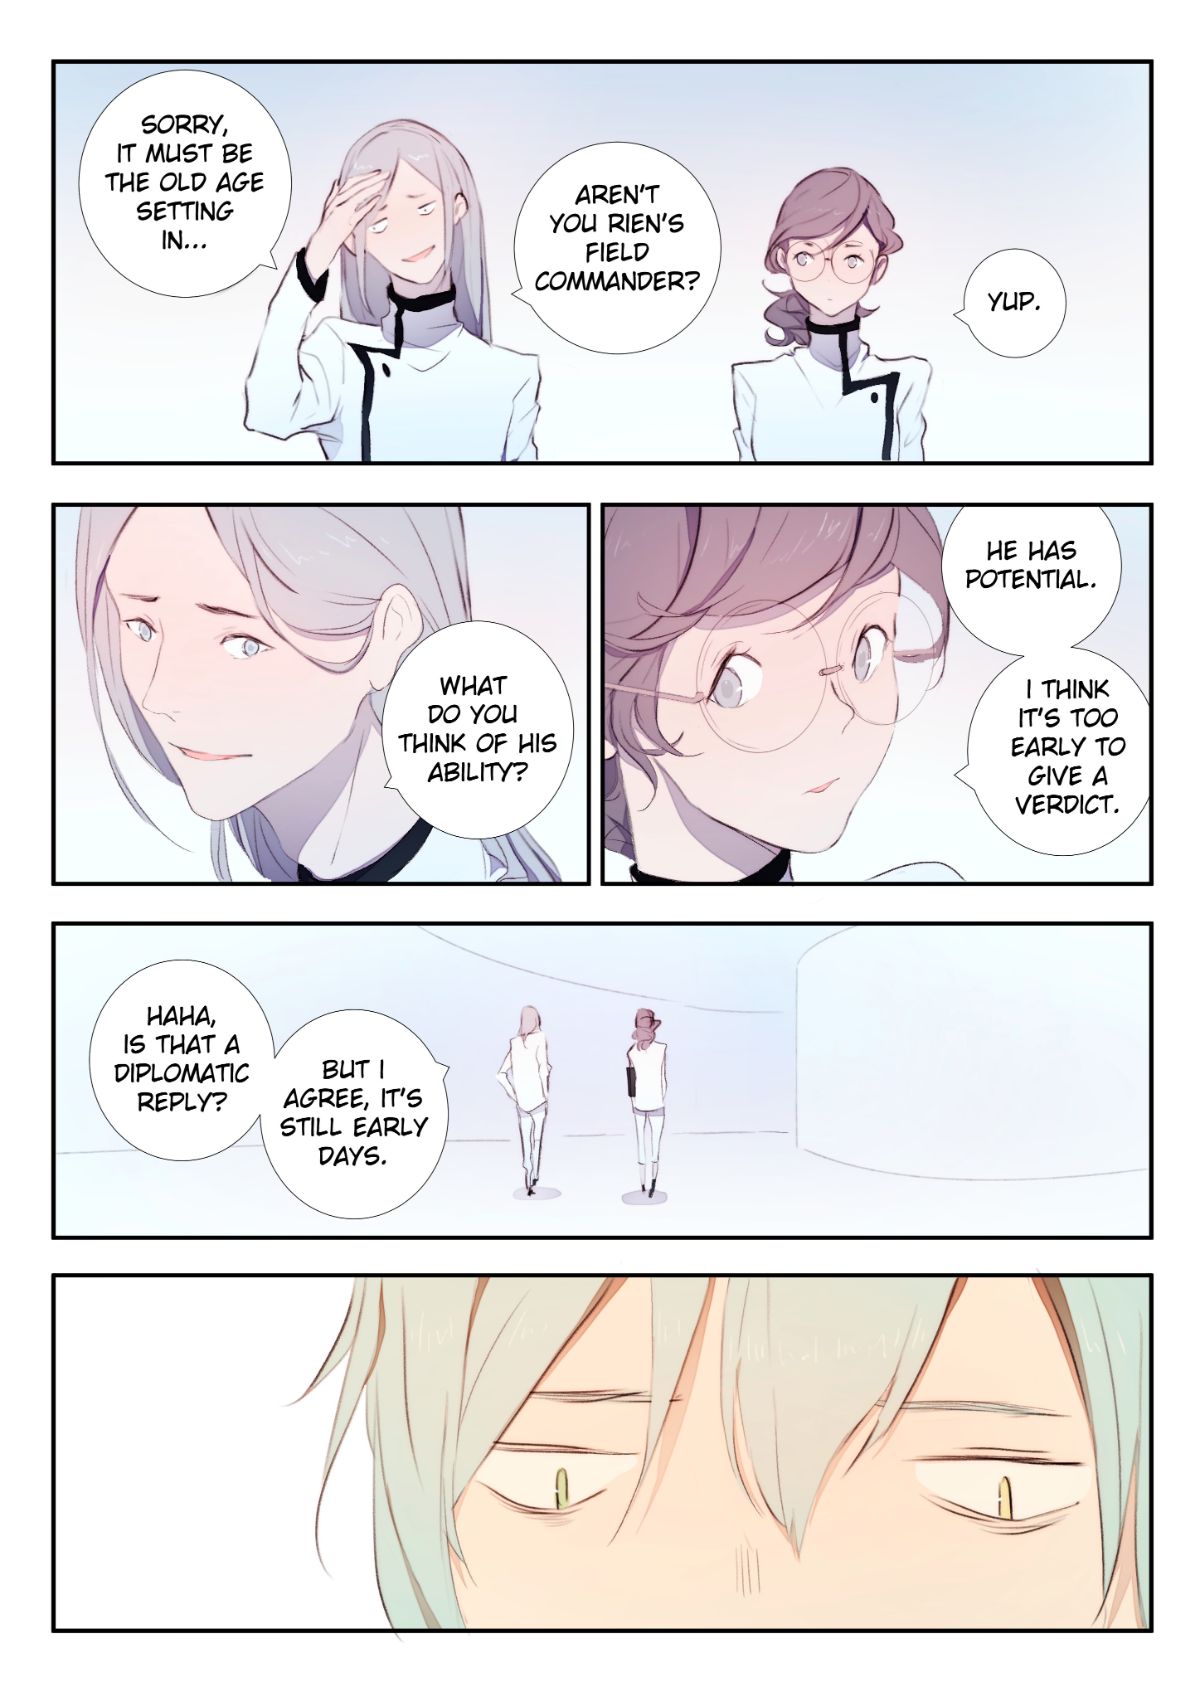 SORRY,
IT MUST BE
THE OLD AGE
SETTING
IN...
AREN'T
YOU RIEN'S
FIELD
COMMANDER?
YUP.
WHAT
DO YOU
THINK OF HIS
ABILITY?
HE HAS
POTENTIAL.
I THINK
IT'S TOO
EARLY TO
GIVE A
VERDICT.
HAHA,
IS THAT A
DIPLOMATIC
REPLY?
BUT I
AGREE, IT'S
STILL EARLY
DAYS.